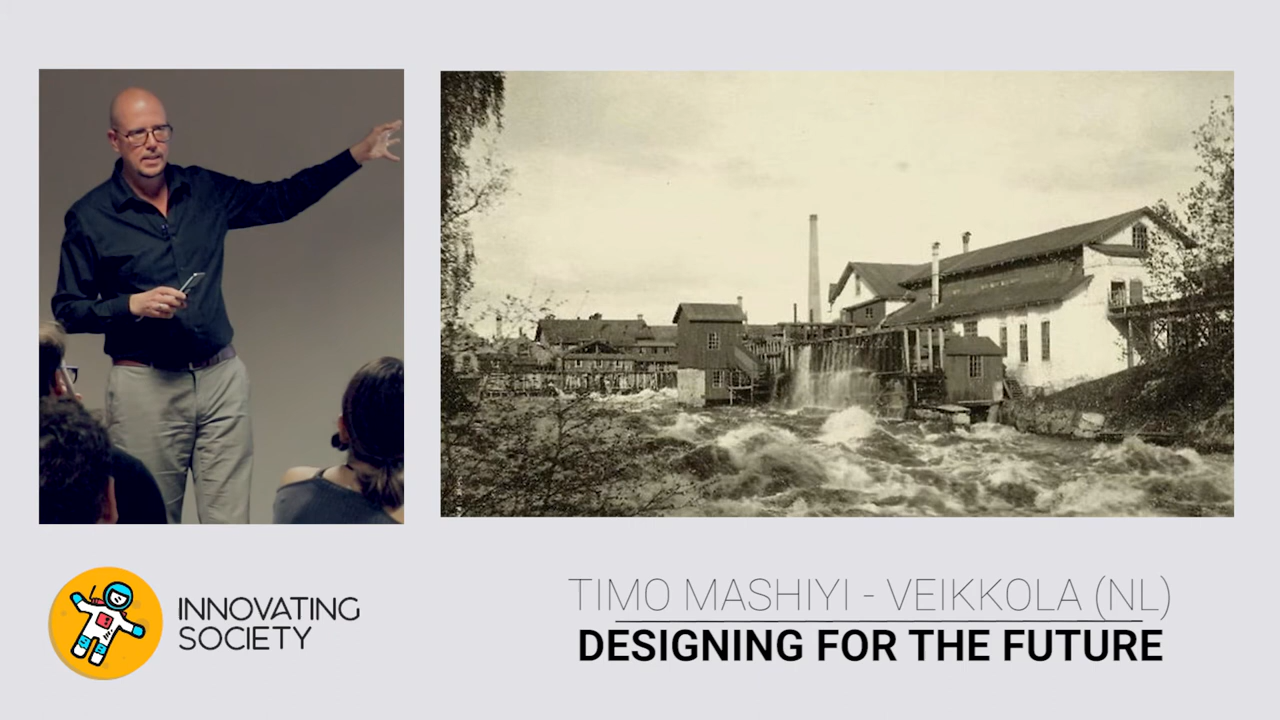 INNOVATING
SOCIETY
TIMO MASHIYI - VEIKKOLA (NL)
DESIGNING FOR THE FUTURE